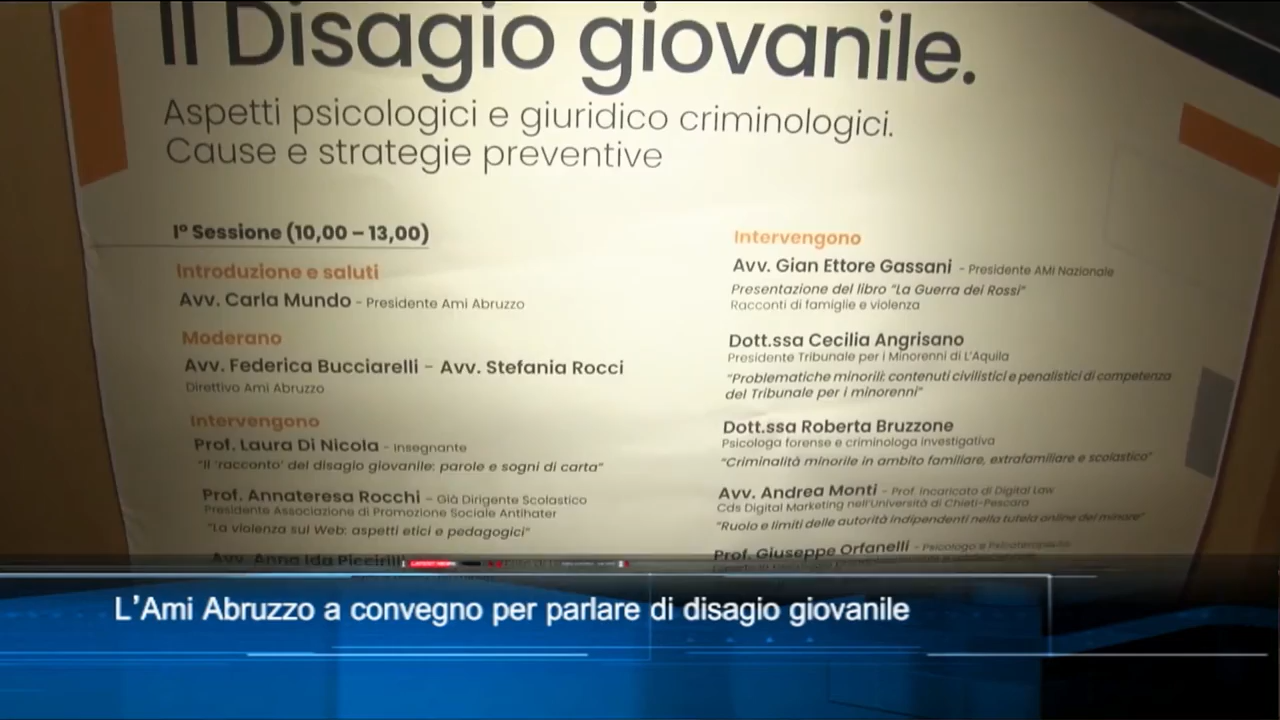 Il Disagio giovanile.
Aspetti psicologici e giuridico criminologici.
Cause e strategie preventive
I° Sessione (10,00 – 13,00)
Introduzione e saluti
Avv. Carla Mundo - Presidente Ami Abruzzo
Moderano
Avv. Federica Bucciarelli - Avv. Stefania Rocci
Direttivo Ami Abruzzo
Intervengono
Prof. Laura Di Nicola - Insegnante
"Il 'racconto' del disagio giovanile: parole e sogni di carta"
Prof. Annateresa Rocchi - Già Dirigente Scolastico
Presidente Associazione di Promozione Sociale Antihater
"La violenza sul Web: aspetti etici e pedagogici"
Avv. Anna Ida Piccirilli
Intervengono
Avv. Gian Ettore Gassani - Presidente AMI Nazionale
Presentazione del libro "La Guerra dei Rossi"
Racconti di famiglie e violenza
Dott.ssa Cecilia Angrisano
Presidente Tribunale per i Minorenni di L'Aquila
"Problematiche minorili: contenuti civilistici e penalistici di competenza
del Tribunale per i minorenni"
Dott.ssa Roberta Bruzzone
Psicologa forense e criminologa investigativa
"Criminalità minorile in ambito familiare, extrafamiliare e scolastico"
Avv. Andrea Monti - Prof. Incaricato di Digital Law
Cds Digital Marketing nell'Università di Chieti-Pescara
"Ruolo e limiti delle autorità indipendenti nella tutela online del minore"
Prof. Giuseppe Orfanelli - Psicologo e Psicoterapeuta
L'Ami Abruzzo a convegno per parlare di disagio giovanile